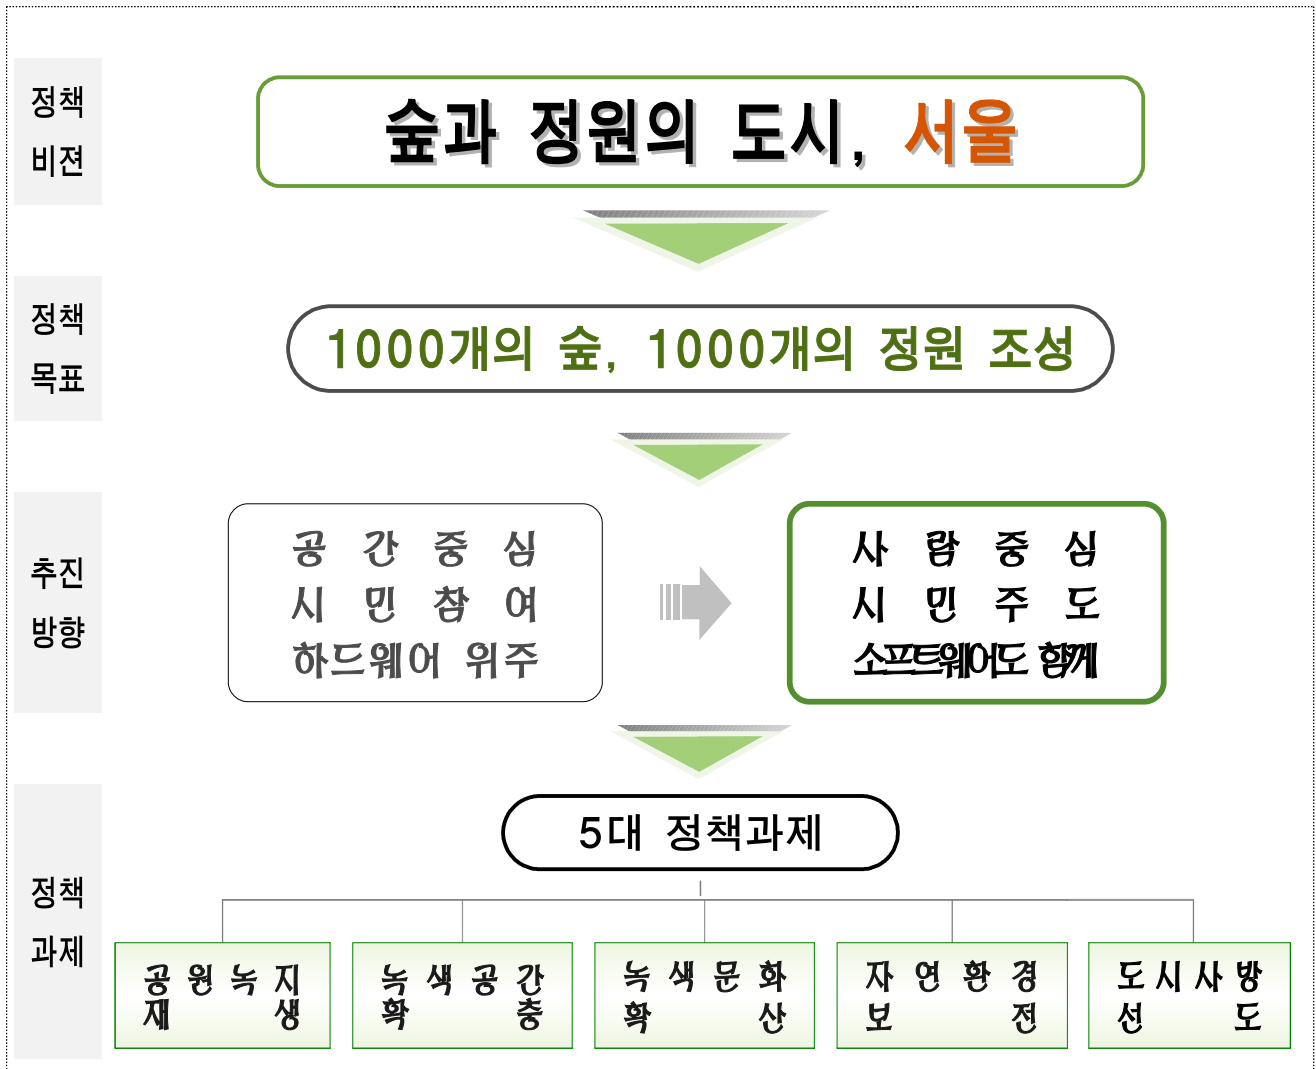 정책
비젼
숲과 정원의 도시, 서울
정책
목표
1000개의 숲, 1000개의 정원 조성
추진
방향
공간중심
시민참여
하드웨어 위주
사람중심
시민주도
소프트웨어도 함께
정책
과제
5대 정책과제
공원녹지
재생
녹색공간
확충
녹색문화
확산
자연환경
보전
도시사방
선도